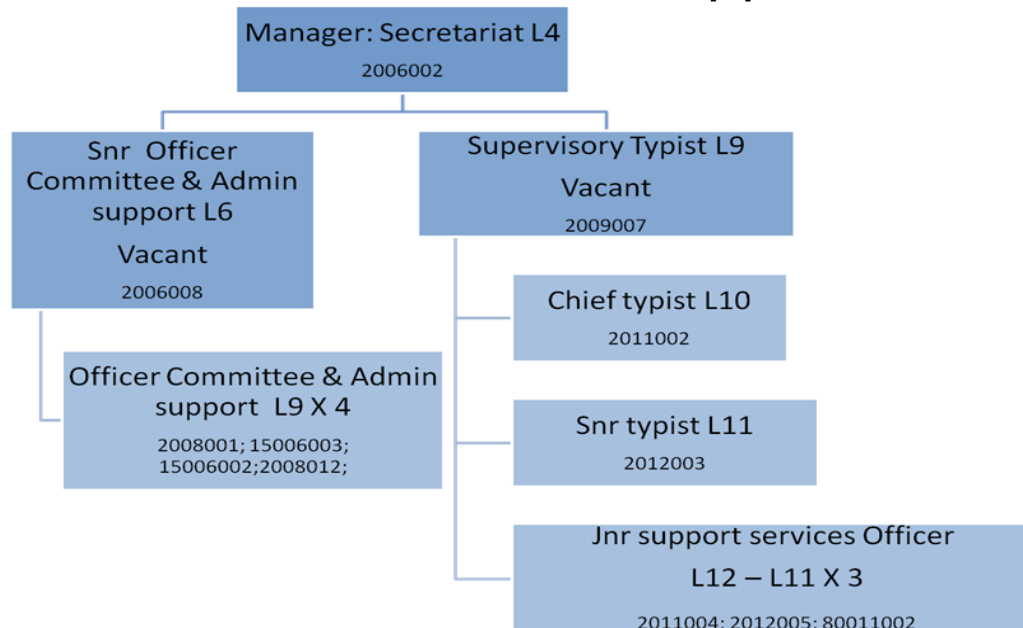 Manager: Secretariat L4
2006002
Snr Officer
Committee & Admin
support L6
Vacant
2006008
Officer Committee & Admin
support L9 X 4
2008001; 15006003;
15006002;2008012;
Supervisory Typist L9
Vacant
2009007
Chief typist L10
2011002
Snr typist L11
2012003
Jnr support services Officer
L12 – L11 X 3
2011004; 2012005; 80011002